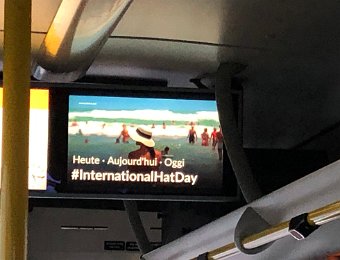 Heute · Aujourd'hui · Oggi
#InternationalHatDay